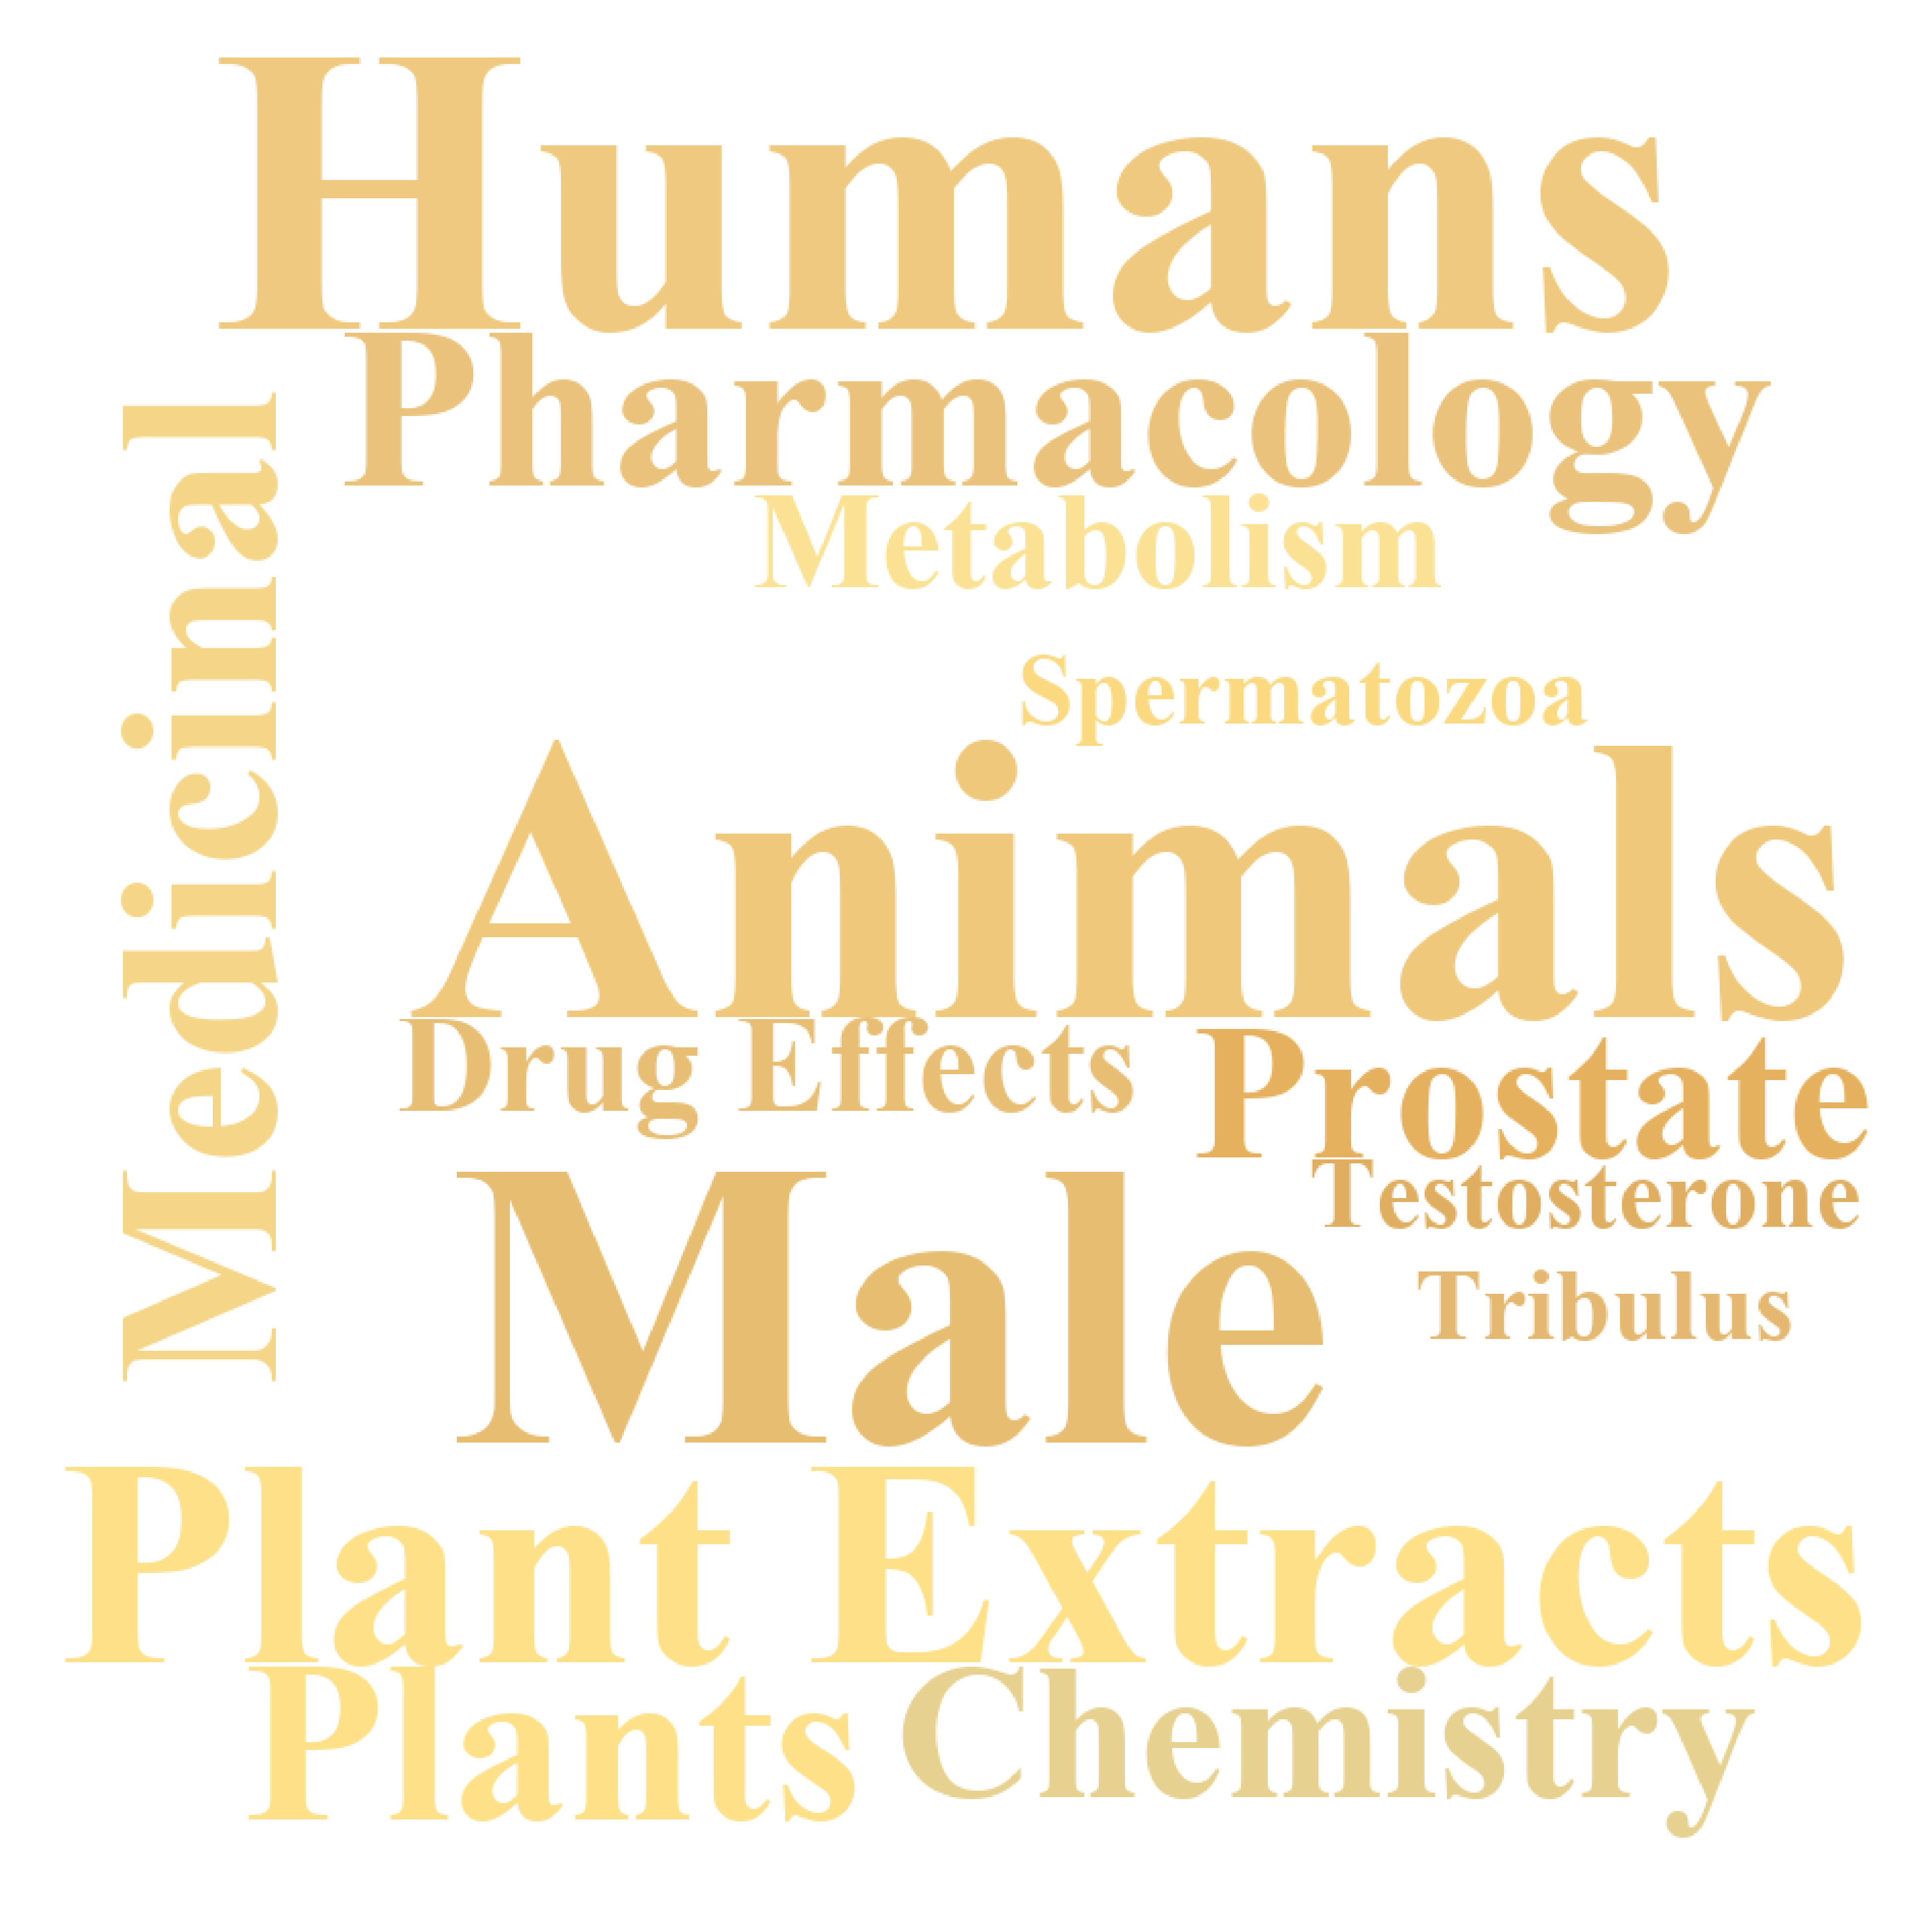 Humans
Pharmacology
Medicinal
Metabolism
Spermatozoa
Animals
Drug Effects
Prostate
Testosterone
Male
Tribulus
Plant Extracts
Plants
Chemistry